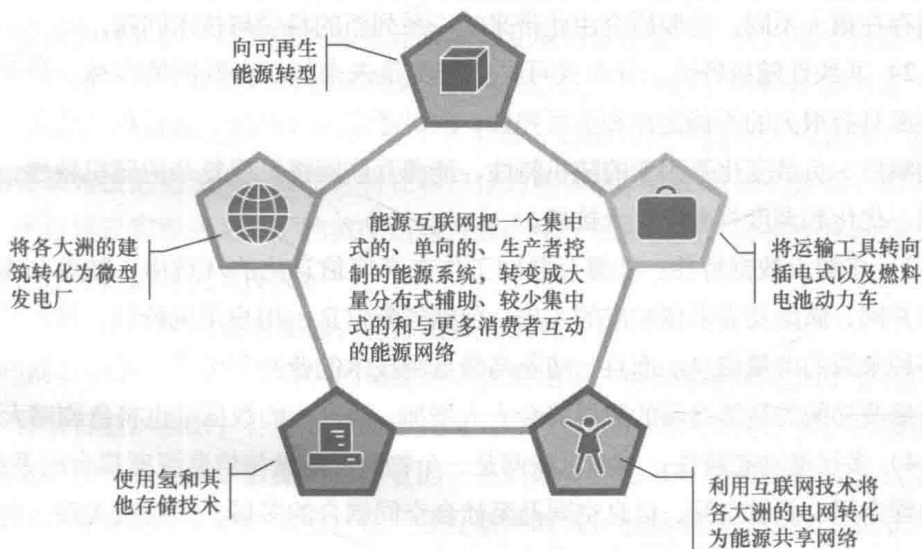 向可再生
能源转型
将各大洲的建
筑转化为微型
发电厂
能源互联网把一个集中
式的、单向的、生产者控
制的能源系统，转变成大
量分布式辅助、较少集中
式的和与更多消费者互动
的能源网络
将运输工具转向
插电式以及燃料
电池动力车
使用氢和其
他存储技术
利用互联网技术将
各大洲的电网转化
为能源共享网络